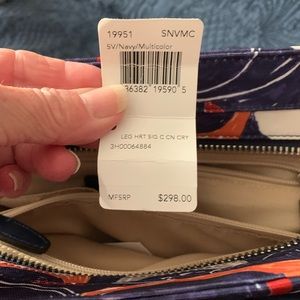 19951 SNVMC
SV/Navy/Multicolor
36382 19590 5
LEG HRT SIG C CN CRY
3H00064884
MFSRP $298.00